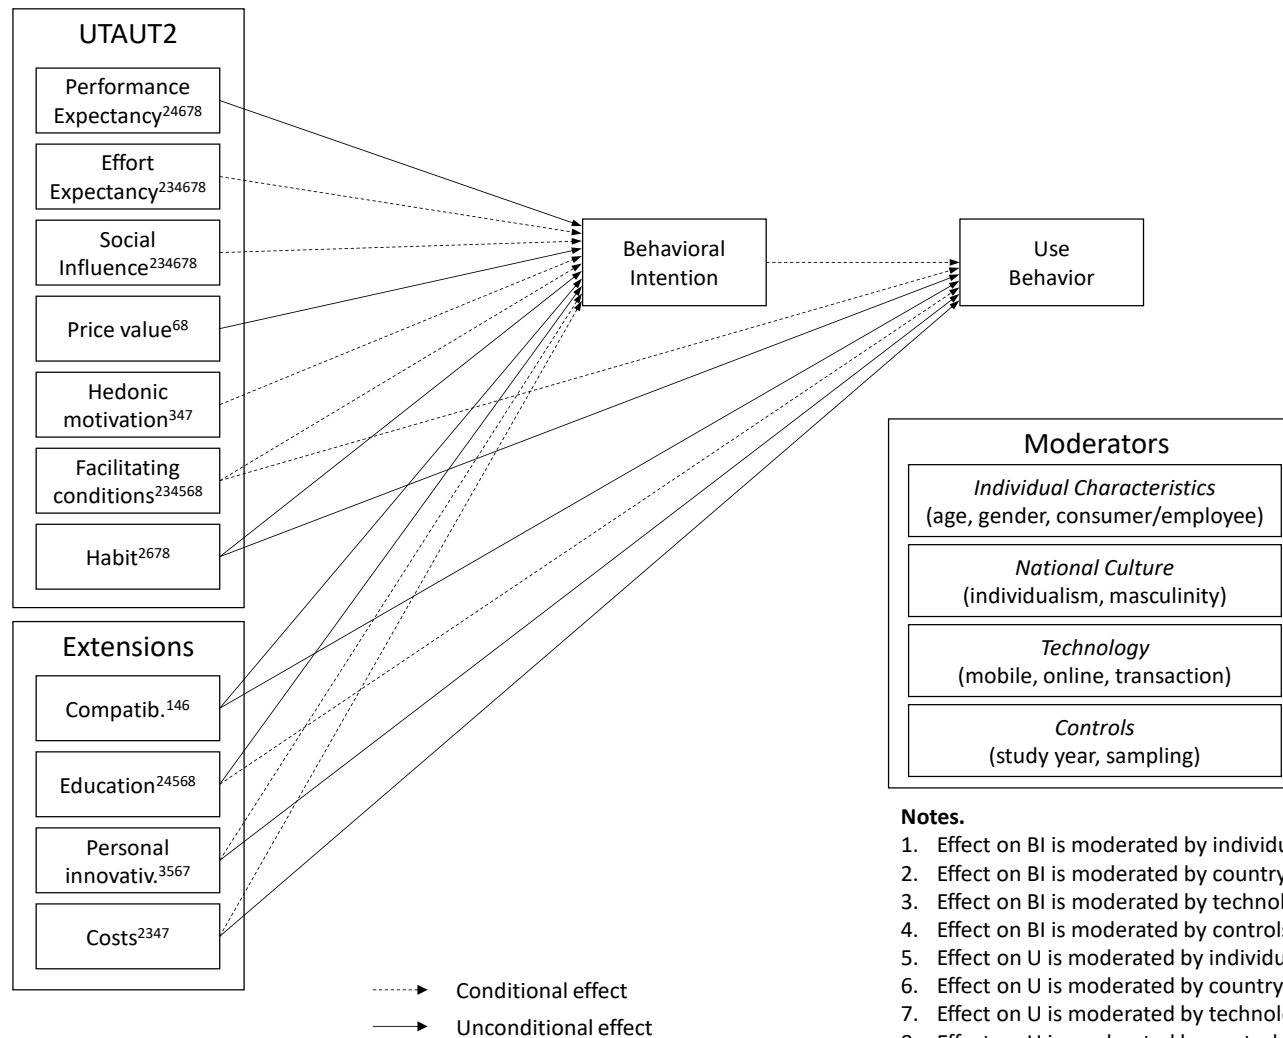 UTAUT2
Performance
Expectancy24678
Effort
Expectancy234678
Social
Influence234678
Price value68
Hedonic
motivation347
Facilitating
conditions234568
Habit2678
Extensions
Compatib.146
Education24568
Personal
innovativ.3567
Costs2347
Behavioral
Intention
Use
Behavior
Moderators
Individual Characteristics
(age, gender, consumer/employee)
National Culture
(individualism, masculinity)
Technology
(mobile, online, transaction)
Controls
(study year, sampling)
Notes.
1. Effect on BI is moderated by individu
2. Effect on BI is moderated by country
3. Effect on BI is moderated by technol
4. Effect on BI is moderated by controls
5. Effect on U is moderated by individu
6. Effect on U is moderated by country
7. Effect on U is moderated by technol
Conditional effect
Unconditional effect